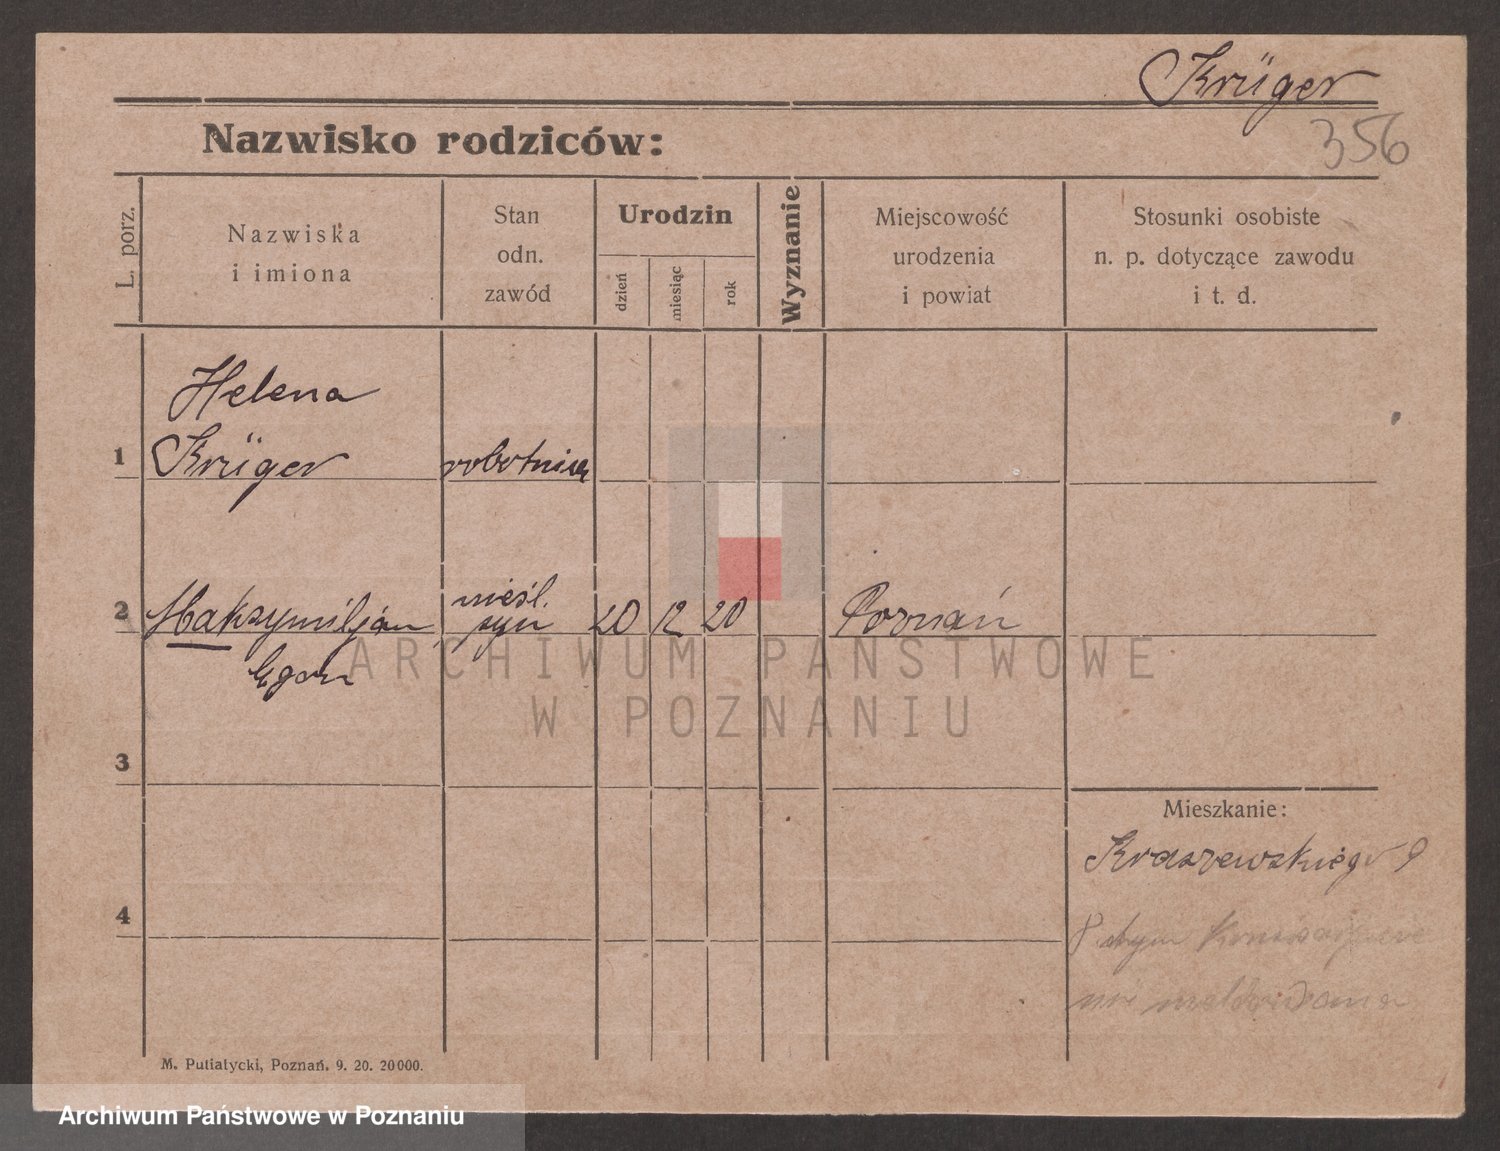 Krüger
356
Nazwisko rodziców:
L. porz.
Nazwiska
i imiona
Stan
odn.
zawód
Urodzin
dzień
miesiąc
rok
Wyznanie
Miejscowość
urodzenia
i powiat
Stosunki osobiste
n. p. dotyczące zawodu
i t. d.
Helena
1 Krüger robotnica
nieśl.
2 Maksymiljan syn 20 12 20 Poznań
Egon
ARCHIWUM PAŃSTWOWE
W POZNANIU
3
Mieszkanie:
Kraszewskiego 9
4
M. Putiatycki, Poznań. 9. 20. 20000.
Archiwum Państwowe w Poznaniu